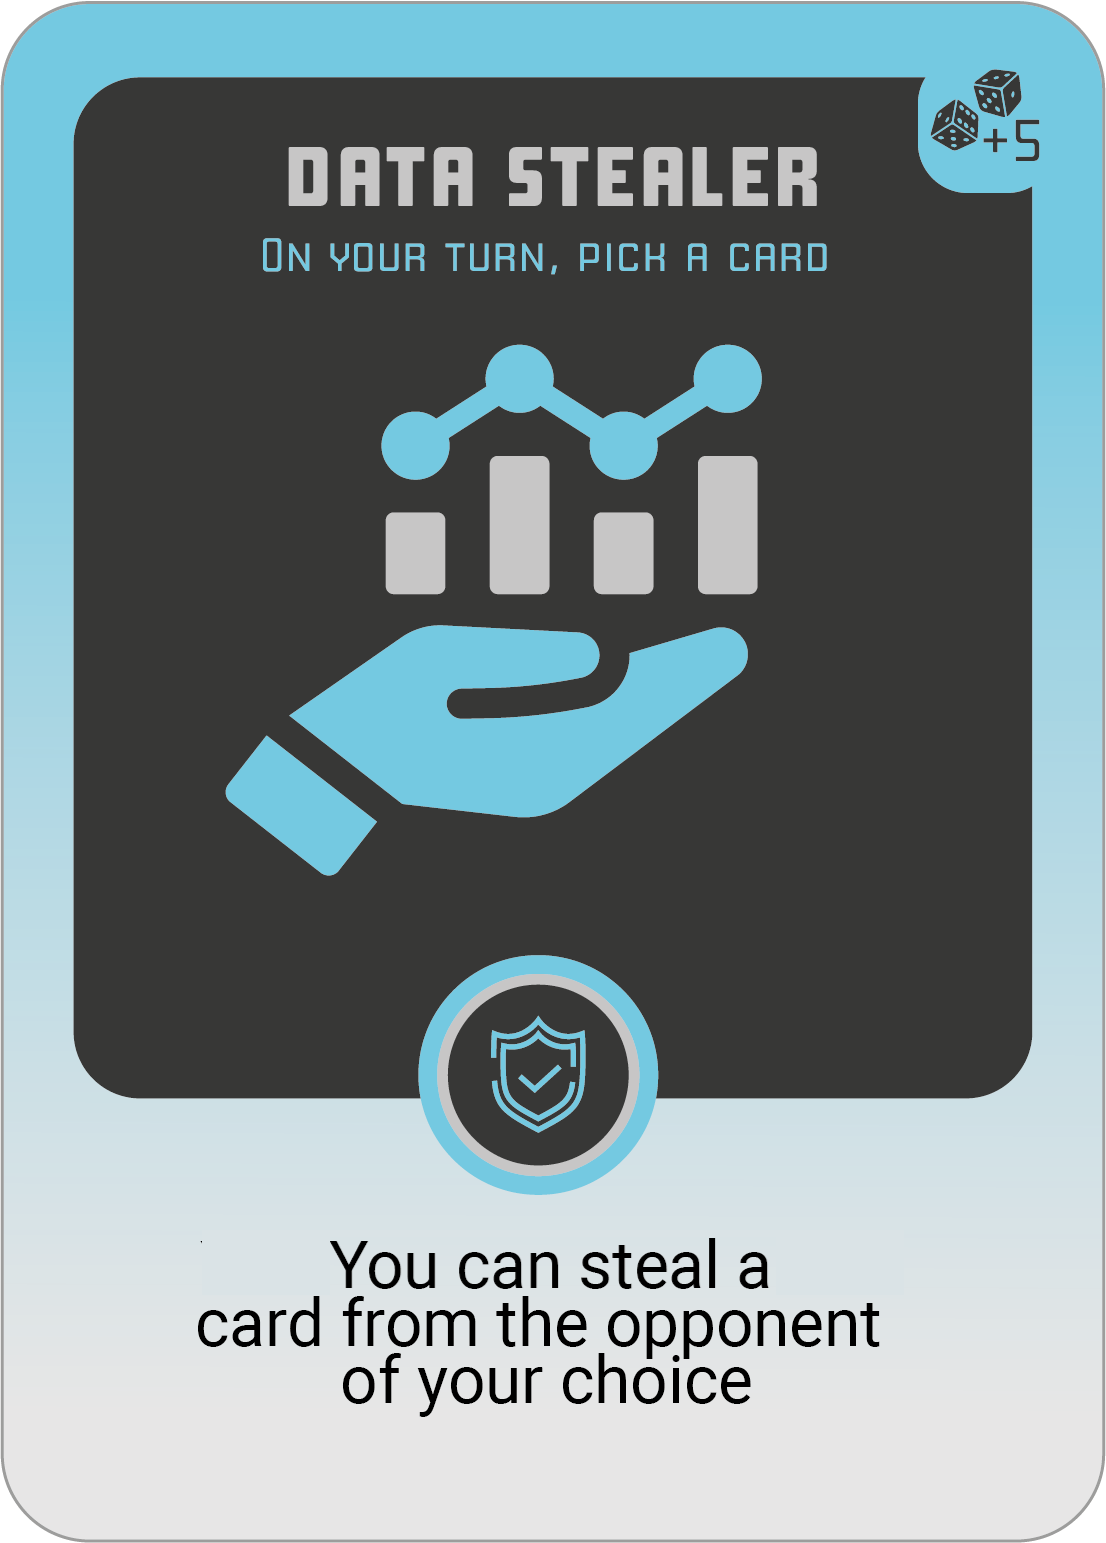 +5
DATA STEALER
ON YOUR TURN, PICK A CARD
You can steal a
card from the opponent
of your choice